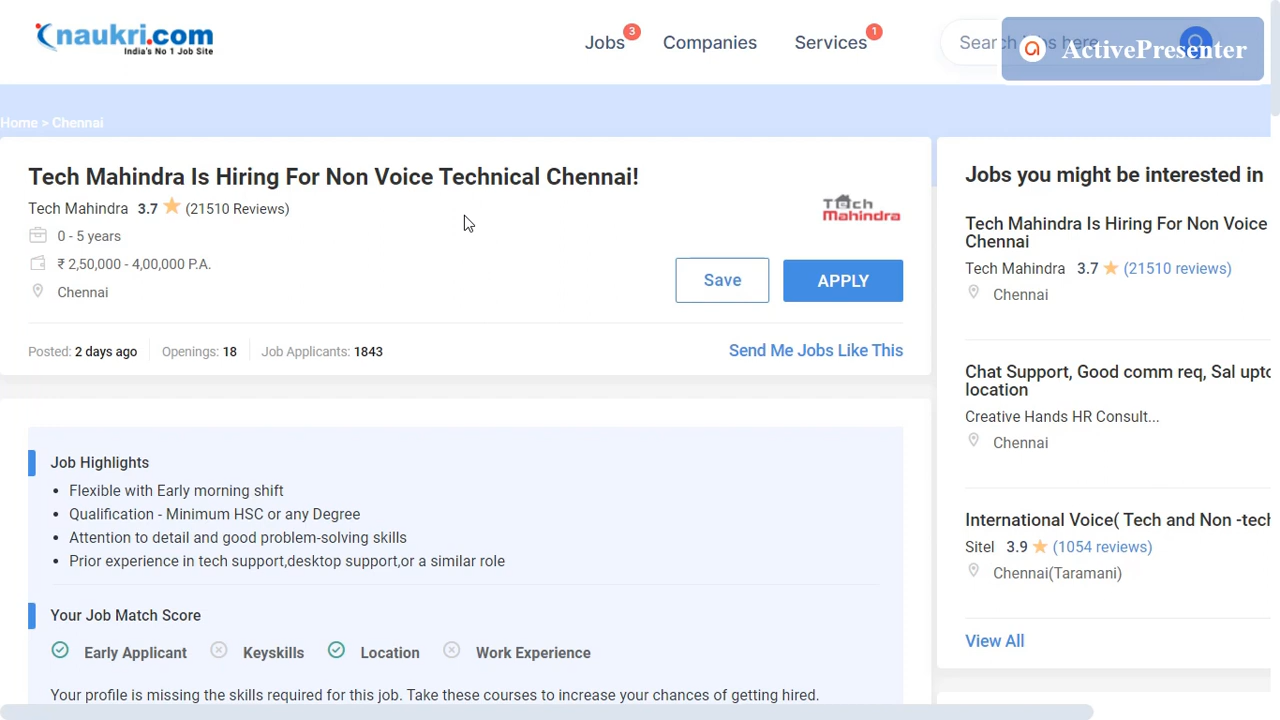 naukri.com
India's No 1 Job Site
Jobs 3
Companies
Services 1
Search jobs here
ActivePresenter
Home > Chennai
Tech Mahindra Is Hiring For Non Voice Technical Chennai!
Tech Mahindra 3.7 (21510 Reviews)
0 - 5 years
₹ 2,50,000 - 4,00,000 P.A.
Chennai
Tech
Mahindra
Save
APPLY
Posted: 2 days ago
Openings: 18
Job Applicants: 1843
Send Me Jobs Like This
Job Highlights
• Flexible with Early morning shift
• Qualification - Minimum HSC or any Degree
• Attention to detail and good problem-solving skills
• Prior experience in tech support,desktop support,or a similar role
Your Job Match Score
Early Applicant
Keyskills
Location
Work Experience
Your profile is missing the skills required for this job. Take these courses to increase your chances of getting hired.
Jobs you might be interested in
Tech Mahindra Is Hiring For Non Voice
Chennai
Tech Mahindra 3.7 (21510 reviews)
Chennai
Chat Support, Good comm req, Sal upto
location
Creative Hands HR Consult...
Chennai
International Voice( Tech and Non -tech
Sitel 3.9 (1054 reviews)
Chennai(Taramani)
View All